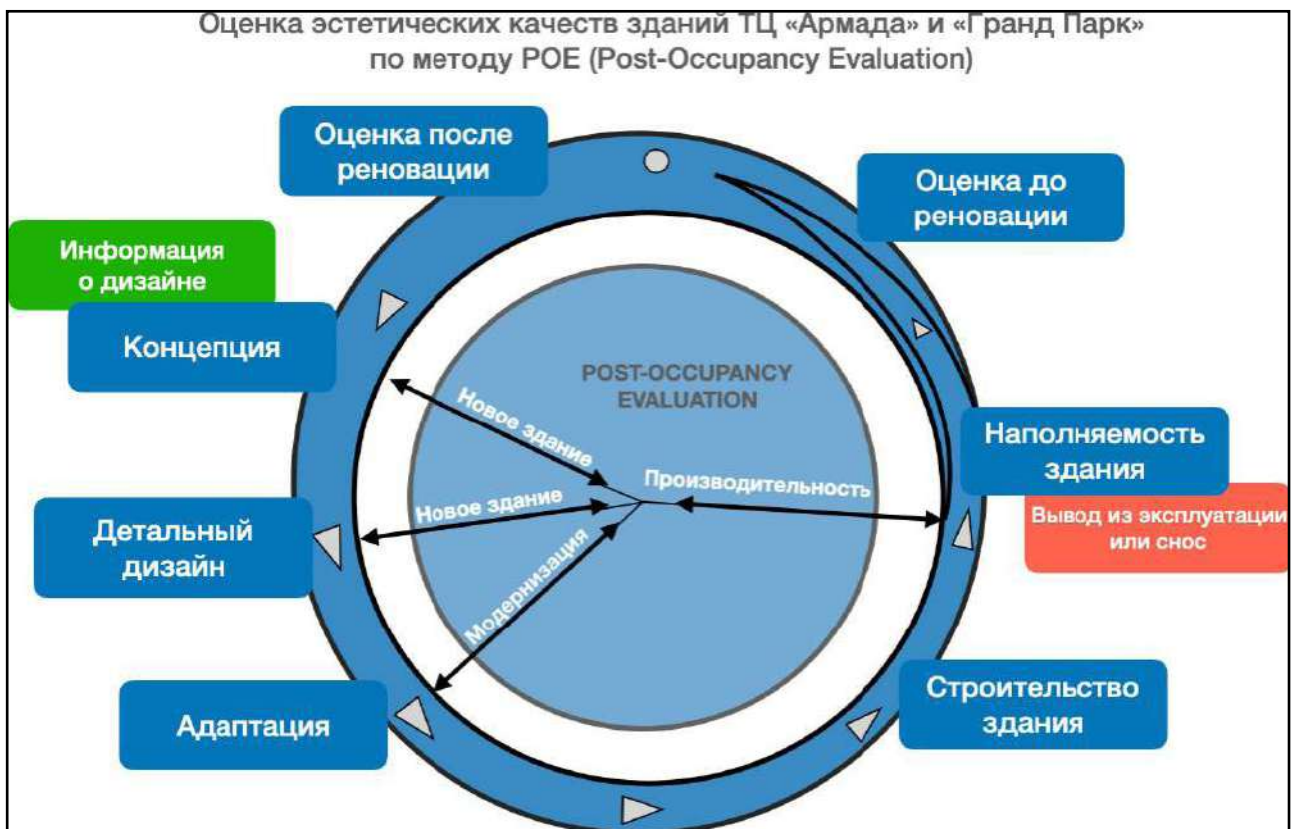 Оценка эстетических качеств зданий ТЦ «Армада» и «Гранд Парк»
по методу POE (Post-Occupancy Evaluation)
Оценка после
реновации
Оценка до
реновации
Информация
о дизайне
Концепция
POST-OCCUPANCY
EVALUATION
Новое здание
Наполняемость
здания
Производительность
Новое здание
Вывод из эксплуатации
или снос
Детальный
дизайн
Модернизация
Строительство
здания
Адаптация